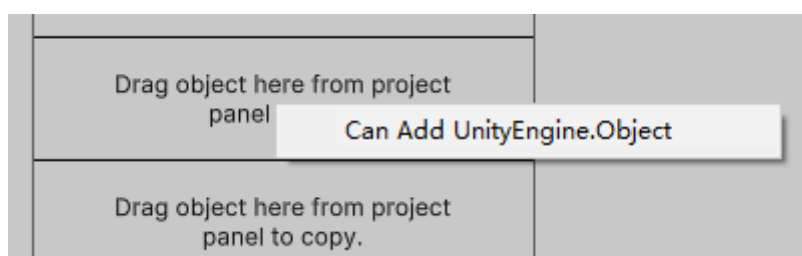 Drag object here from project
panel
Can Add UnityEngine.Object
Drag object here from project
panel to copy.